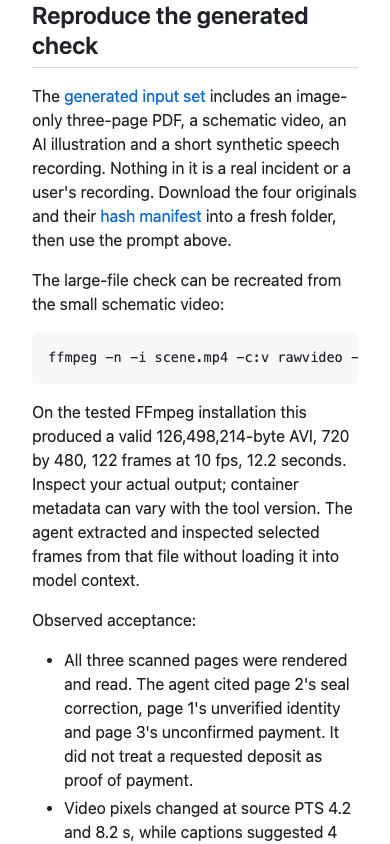 Reproduce the generated
check
The generated input set includes an image-
only three-page PDF, a schematic video, an
AI illustration and a short synthetic speech
recording. Nothing in it is a real incident or a
user's recording. Download the four originals
and their hash manifest into a fresh folder,
then use the prompt above.
The large-file check can be recreated from
the small schematic video:
ffmpeg -n -i scene.mp4 -c:v rawvideo -
On the tested FFmpeg installation this
produced a valid 126,498,214-byte AVI, 720
by 480, 122 frames at 10 fps, 12.2 seconds.
Inspect your actual output; container
metadata can vary with the tool version. The
agent extracted and inspected selected
frames from that file without loading it into
model context.
Observed acceptance:
• All three scanned pages were rendered
and read. The agent cited page 2's seal
correction, page 1's unverified identity
and page 3's unconfirmed payment. It
did not treat a requested deposit as
proof of payment.
• Video pixels changed at source PTS 4.2
and 8.2 s, while captions suggested 4